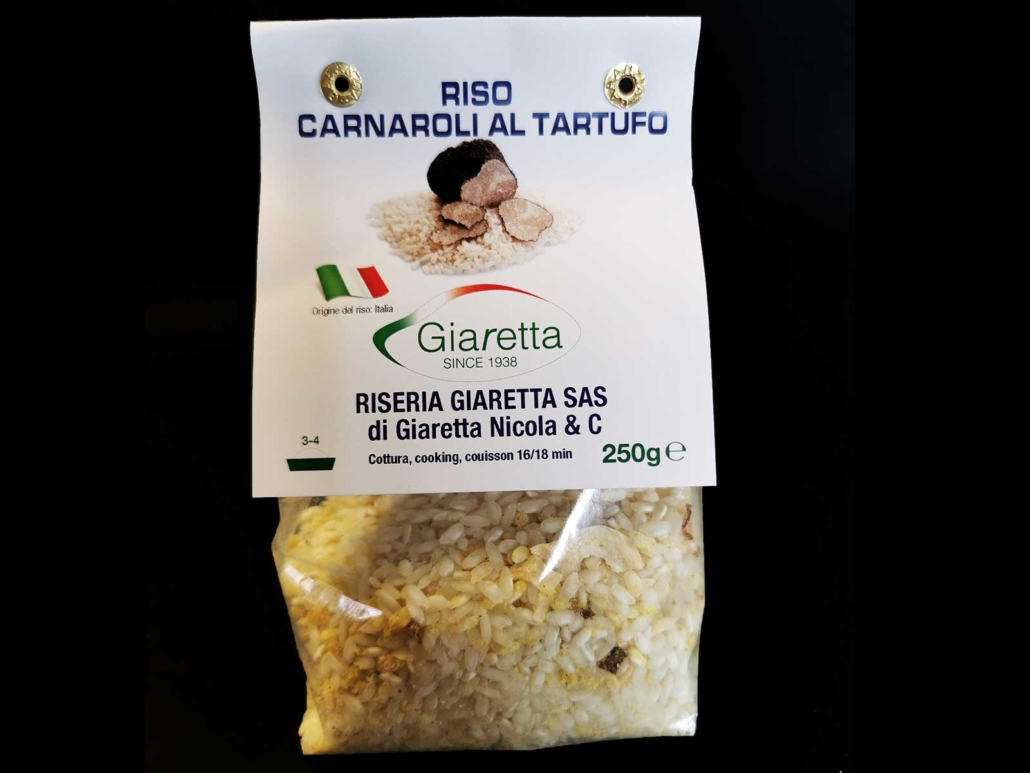 RISO
CARNAROLI AL TARTUFO
Origine del riso: Italia
Giaretta
SINCE 1938
RISERIA GIARETTA SAS
di Giaretta Nicola & C
3-4
Cottura, cooking, couisson 16/18 min
250g ℮